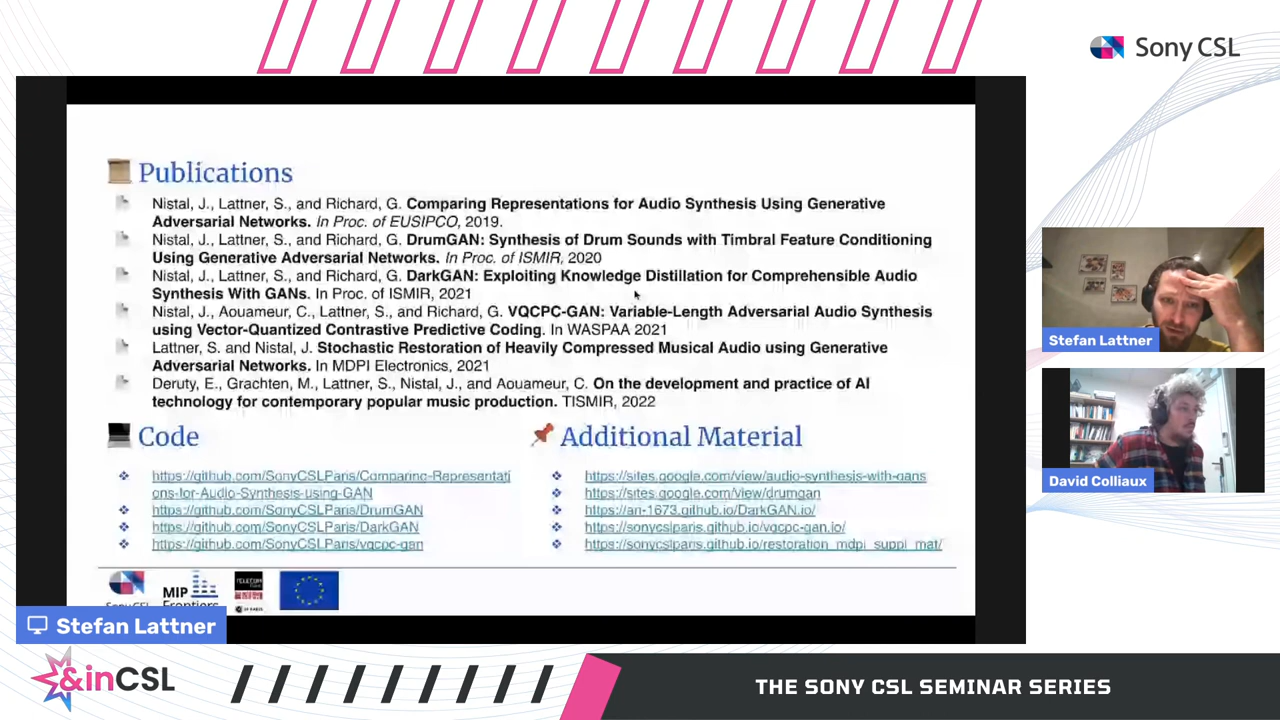 Sony CSL
Publications
Nistal, J., Lattner, S., and Richard, G. Comparing Representations for Audio Synthesis Using Generative
Adversarial Networks. In Proc. of EUSIPCO, 2019.
Nistal, J., Lattner, S., and Richard, G. DrumGAN: Synthesis of Drum Sounds with Timbral Feature Conditioning
Using Generative Adversarial Networks. In Proc. of ISMIR, 2020
Nistal, J., Lattner, S., and Richard, G. DarkGAN: Exploiting Knowledge Distillation for Comprehensible Audio
Synthesis With GANs. In Proc. of ISMIR, 2021
Nistal, J., Aouameur, C., Lattner, S., and Richard, G. VQCPC-GAN: Variable-Length Adversarial Audio Synthesis
using Vector-Quantized Contrastive Predictive Coding. In WASPAA 2021
Lattner, S. and Nistal, J. Stochastic Restoration of Heavily Compressed Musical Audio using Generative
Adversarial Networks. In MDPI Electronics, 2021
Deruty, E., Grachten, M., Lattner, S., Nistal, J., and Aouameur, C. On the development and practice of AI
technology for contemporary popular music production. TISMIR, 2022
Code
https://github.com/SonyCSLParis/Comparing-Representati
ons-for-Audio-Synthesis-using-GAN
https://github.com/SonyCSLParis/DrumGAN
https://github.com/SonyCSLParis/DarkGAN
https://github.com/SonyCSLParis/vqcpc-gan
Additional Material
https://sites.google.com/view/audio-synthesis-with-gans
https://sites.google.com/view/drumgan
https://an-1673.github.io/DarkGAN.io/
https://sonycslparis.github.io/vqcpc-gan.io/
https://sonycslparis.github.io/restoration_mdpi_suppl_mat/
Sony CSL
MIP
Frontiers
TELECOM
IP PARIS
Stefan Lattner
Stefan Lattner
David Colliaux
&inCSL
THE SONY CSL SEMINAR SERIES